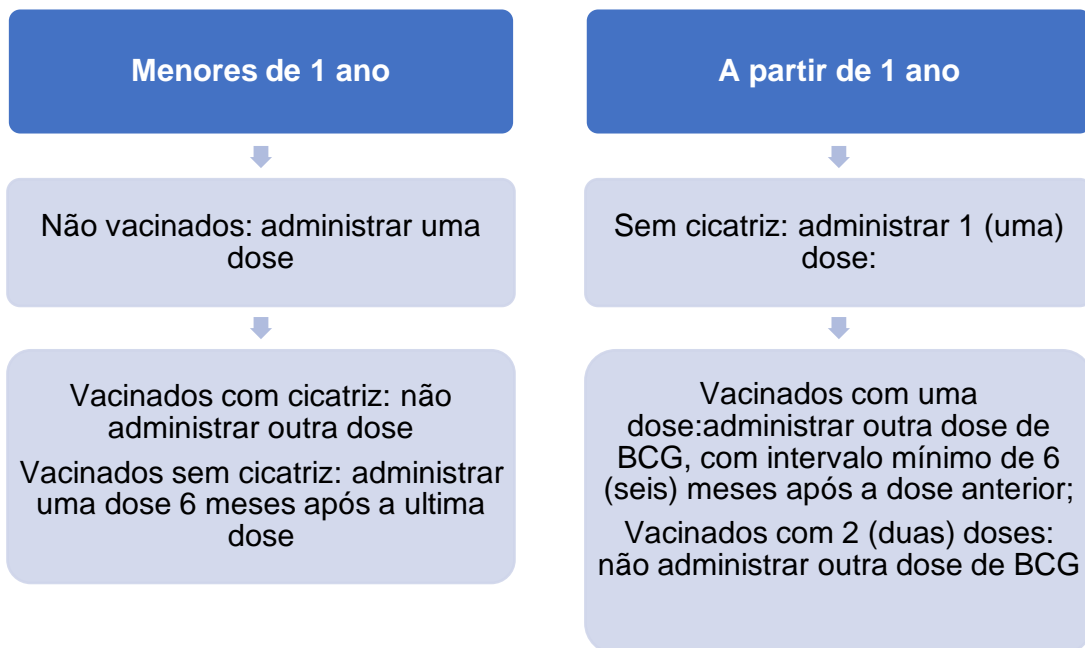 Menores de 1 ano
Não vacinados: administrar uma
dose
Vacinados com cicatriz: não
administrar outra dose
Vacinados sem cicatriz: administrar
uma dose 6 meses após a ultima
dose
A partir de 1 ano
Sem cicatriz: administrar 1 (uma)
dose:
Vacinados com uma
dose:administrar outra dose de
BCG, com intervalo mínimo de 6
(seis) meses após a dose anterior;
Vacinados com 2 (duas) doses:
não administrar outra dose de BCG